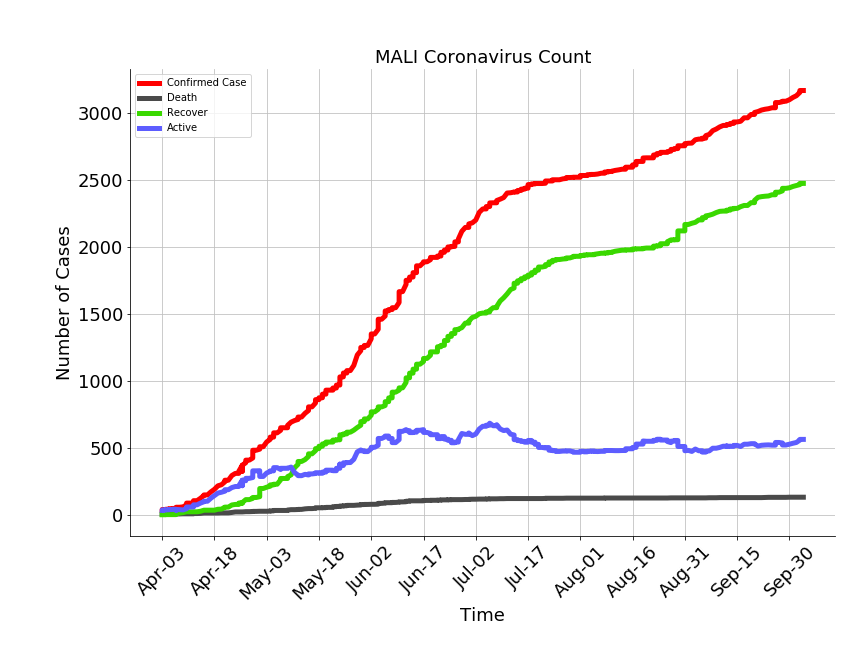 MALI Coronavirus Count
Confirmed Case
Death
Recover
Active
Number of Cases
3000
2500
2000
1500
1000
500
0
Apr-03
Apr-18
May-03
May-18
Jun-02
Jun-17
Jul-02
Jul-17
Aug-01
Aug-16
Aug-31
Sep-15
Sep-30
Time